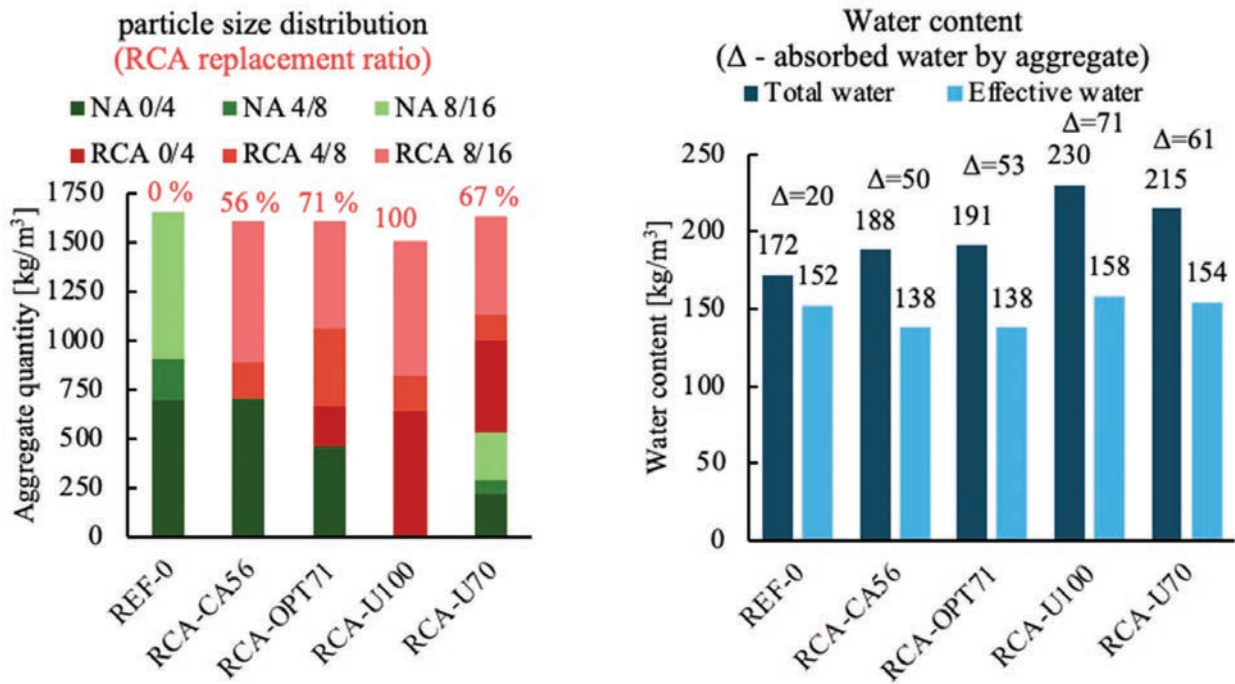 particle size distribution
(RCA replacement ratio)
NA 0/4 NA 4/8 NA 8/16
RCA 0/4 RCA 4/8 RCA 8/16
Aggregate quantity [kg/m³]
1750
1500
1250
1000
750
500
250
0
0 %
56 %
71 %
100
67 %
REF-0
RCA-CA56
RCA-OPT71
RCA-U100
RCA-U70
Water content
(Δ - absorbed water by aggregate)
Total water Effective water
Water content [kg/m³]
250
200
150
100
50
0
Δ=20
172
152
Δ=50
188
138
Δ=53
191
138
Δ=71
230
158
Δ=61
215
154
REF-0
RCA-CA56
RCA-OPT71
RCA-U100
RCA-U70